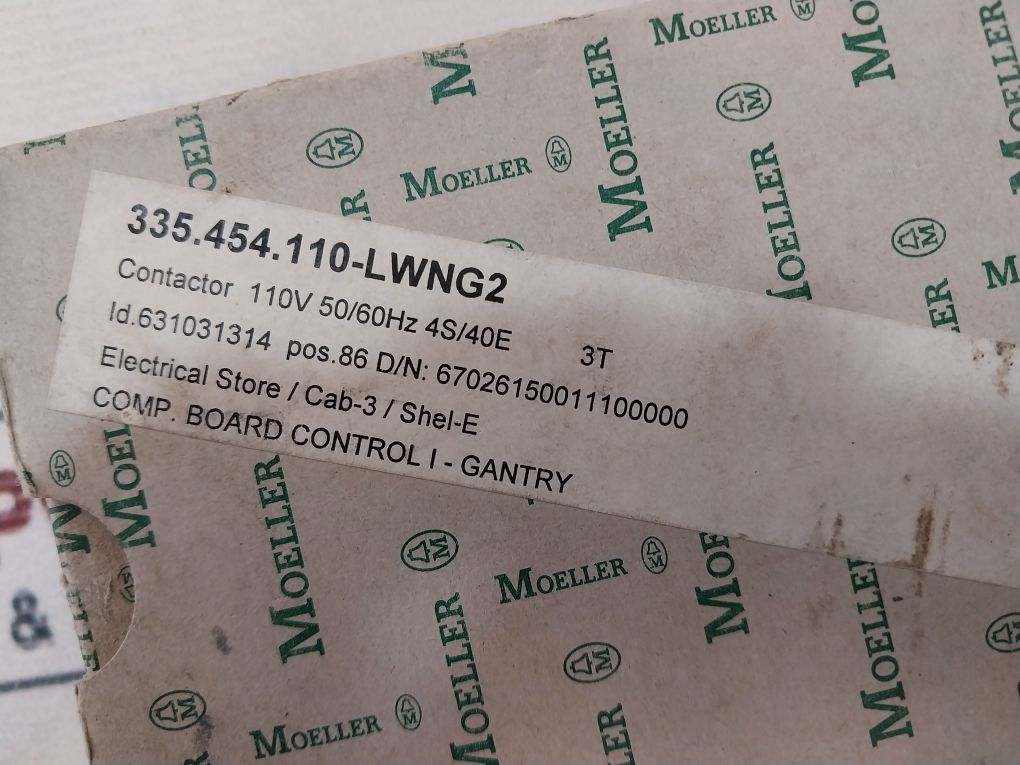 MOELLER
MOELLER
MOELLER
MOELLER
335.454.110-LWNG2
Contactor 110V 50/60Hz 4S/40E 3T
Id.631031314 pos.86 D/N: 67026150011100000
Electrical Store / Cab-3 / Shel-E
COMP. BOARD CONTROL I - GANTRY
MOELLER
MOELLER
MOELLER
MOELLER
MOELLER
&